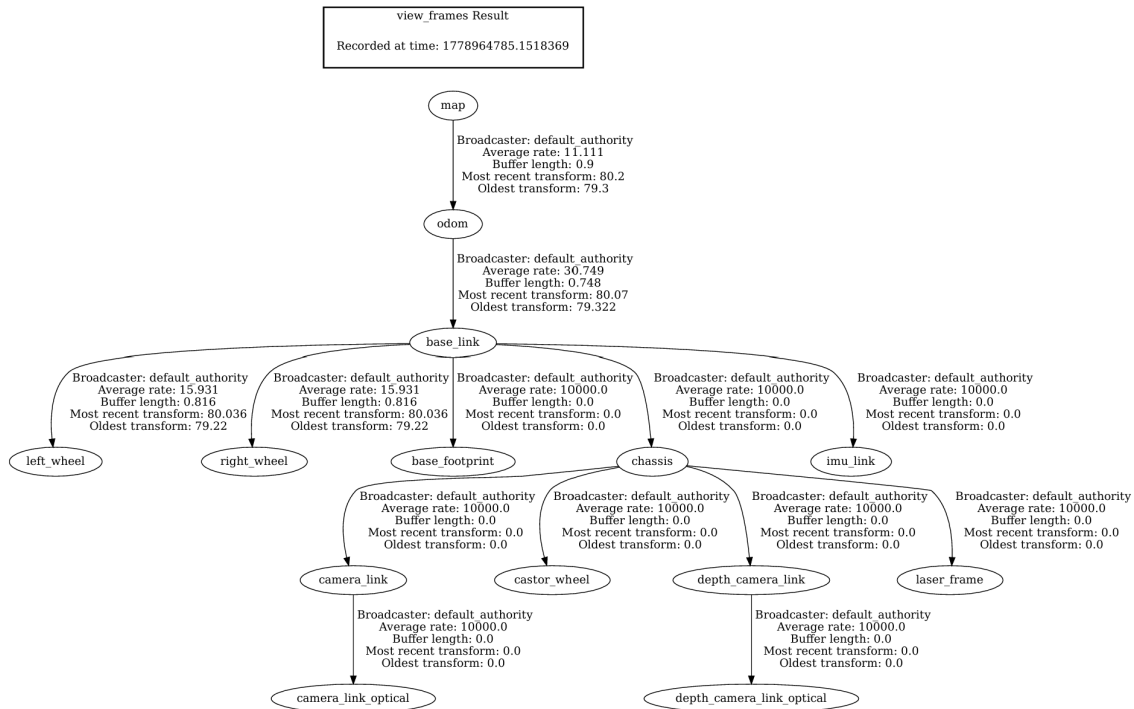 view_frames Result
Recorded at time: 1778964785.1518369
map
Broadcaster: default_authority
Average rate: 11.111
Buffer length: 0.9
Most recent transform: 80.2
Oldest transform: 79.3
odom
Broadcaster: default_authority
Average rate: 30.749
Buffer length: 0.748
Most recent transform: 80.07
Oldest transform: 79.322
base_link
Broadcaster: default_authority
Average rate: 15.931
Buffer length: 0.816
Most recent transform: 80.036
Oldest transform: 79.22
Broadcaster: default_authority
Average rate: 15.931
Buffer length: 0.816
Most recent transform: 80.036
Oldest transform: 79.22
Broadcaster: default_authority
Average rate: 10000.0
Buffer length: 0.0
Most recent transform: 0.0
Oldest transform: 0.0
Broadcaster: default_authority
Average rate: 10000.0
Buffer length: 0.0
Most recent transform: 0.0
Oldest transform: 0.0
Broadcaster: default_authority
Average rate: 10000.0
Buffer length: 0.0
Most recent transform: 0.0
Oldest transform: 0.0
left_wheel
right_wheel
base_footprint
chassis
imu_link
Broadcaster: default_authority
Average rate: 10000.0
Buffer length: 0.0
Most recent transform: 0.0
Oldest transform: 0.0
Broadcaster: default_authority
Average rate: 10000.0
Buffer length: 0.0
Most recent transform: 0.0
Oldest transform: 0.0
Broadcaster: default_authority
Average rate: 10000.0
Buffer length: 0.0
Most recent transform: 0.0
Oldest transform: 0.0
Broadcaster: default_authority
Average rate: 10000.0
Buffer length: 0.0
Most recent transform: 0.0
Oldest transform: 0.0
camera_link
castor_wheel
depth_camera_link
laser_frame
Broadcaster: default_authority
Average rate: 10000.0
Buffer length: 0.0
Most recent transform: 0.0
Oldest transform: 0.0
Broadcaster: default_authority
Average rate: 10000.0
Buffer length: 0.0
Most recent transform: 0.0
Oldest transform: 0.0
camera_link_optical
depth_camera_link_optical